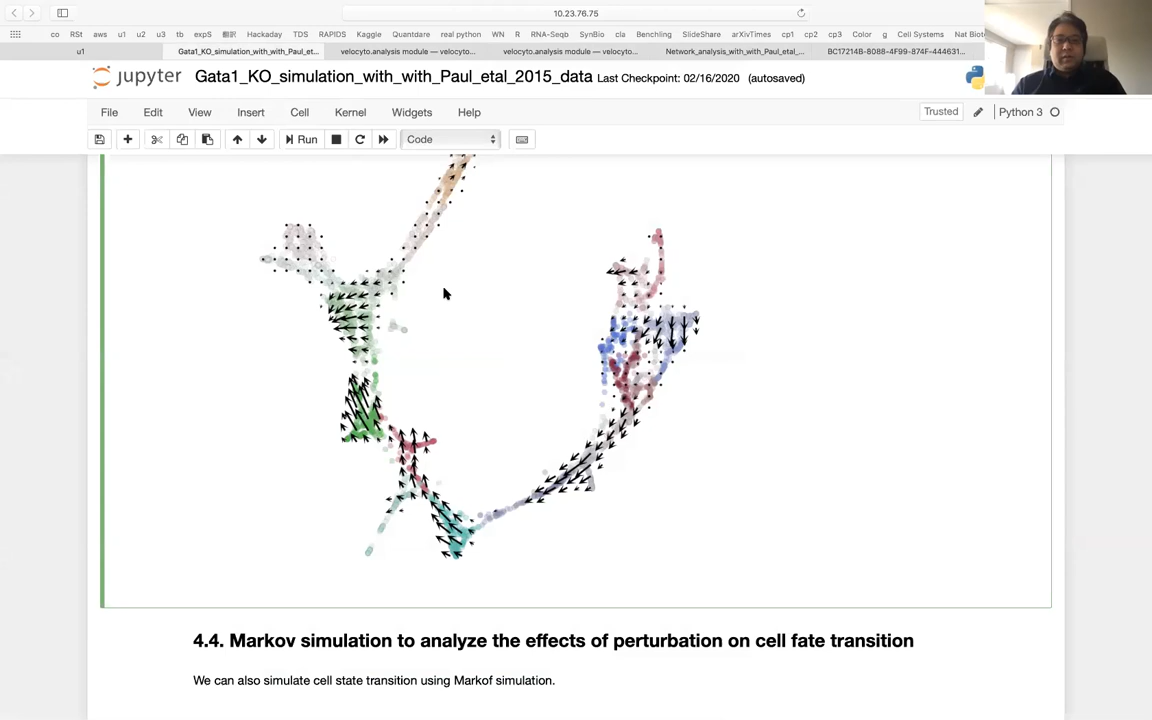 10.23.76.75
co RSt aws u1 u2 u3 tb expS 翻訳 Hackaday TDS RAPIDS Kaggle Quantdare real python WN R RNA-Seqb cla Benchling SlideShare arXivTimes cp1 cp2 cp3 Color g Cell Systems Nat Biot
u1 Gata1_KO_simulation_with_with_Paul_et... velocyto.analysis module — velocyto... velocyto.analysis module — velocyto... Network_analysis_with_with_Paul_etal_... BC17214B-8088-4F99-874F-444631...
jupyter Gata1_KO_simulation_with_with_Paul_etal_2015_data Last Checkpoint: 02/16/2020 (autosaved)
File Edit View Insert Cell Kernel Widgets Help Trusted Python 3
Run Code
4.4. Markov simulation to analyze the effects of perturbation on cell fate transition
We can also simulate cell state transition using Markof simulation.